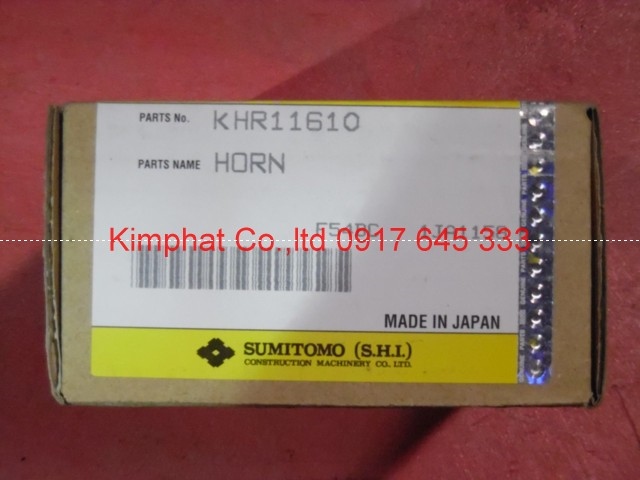 PARTS No. KHR11610
PARTS NAME HORN
Kimphat Co.,ltd 0917 645 333
MADE IN JAPAN
SUMITOMO (S.H.I.)
CONSTRUCTION MACHINERY CO., LTD.